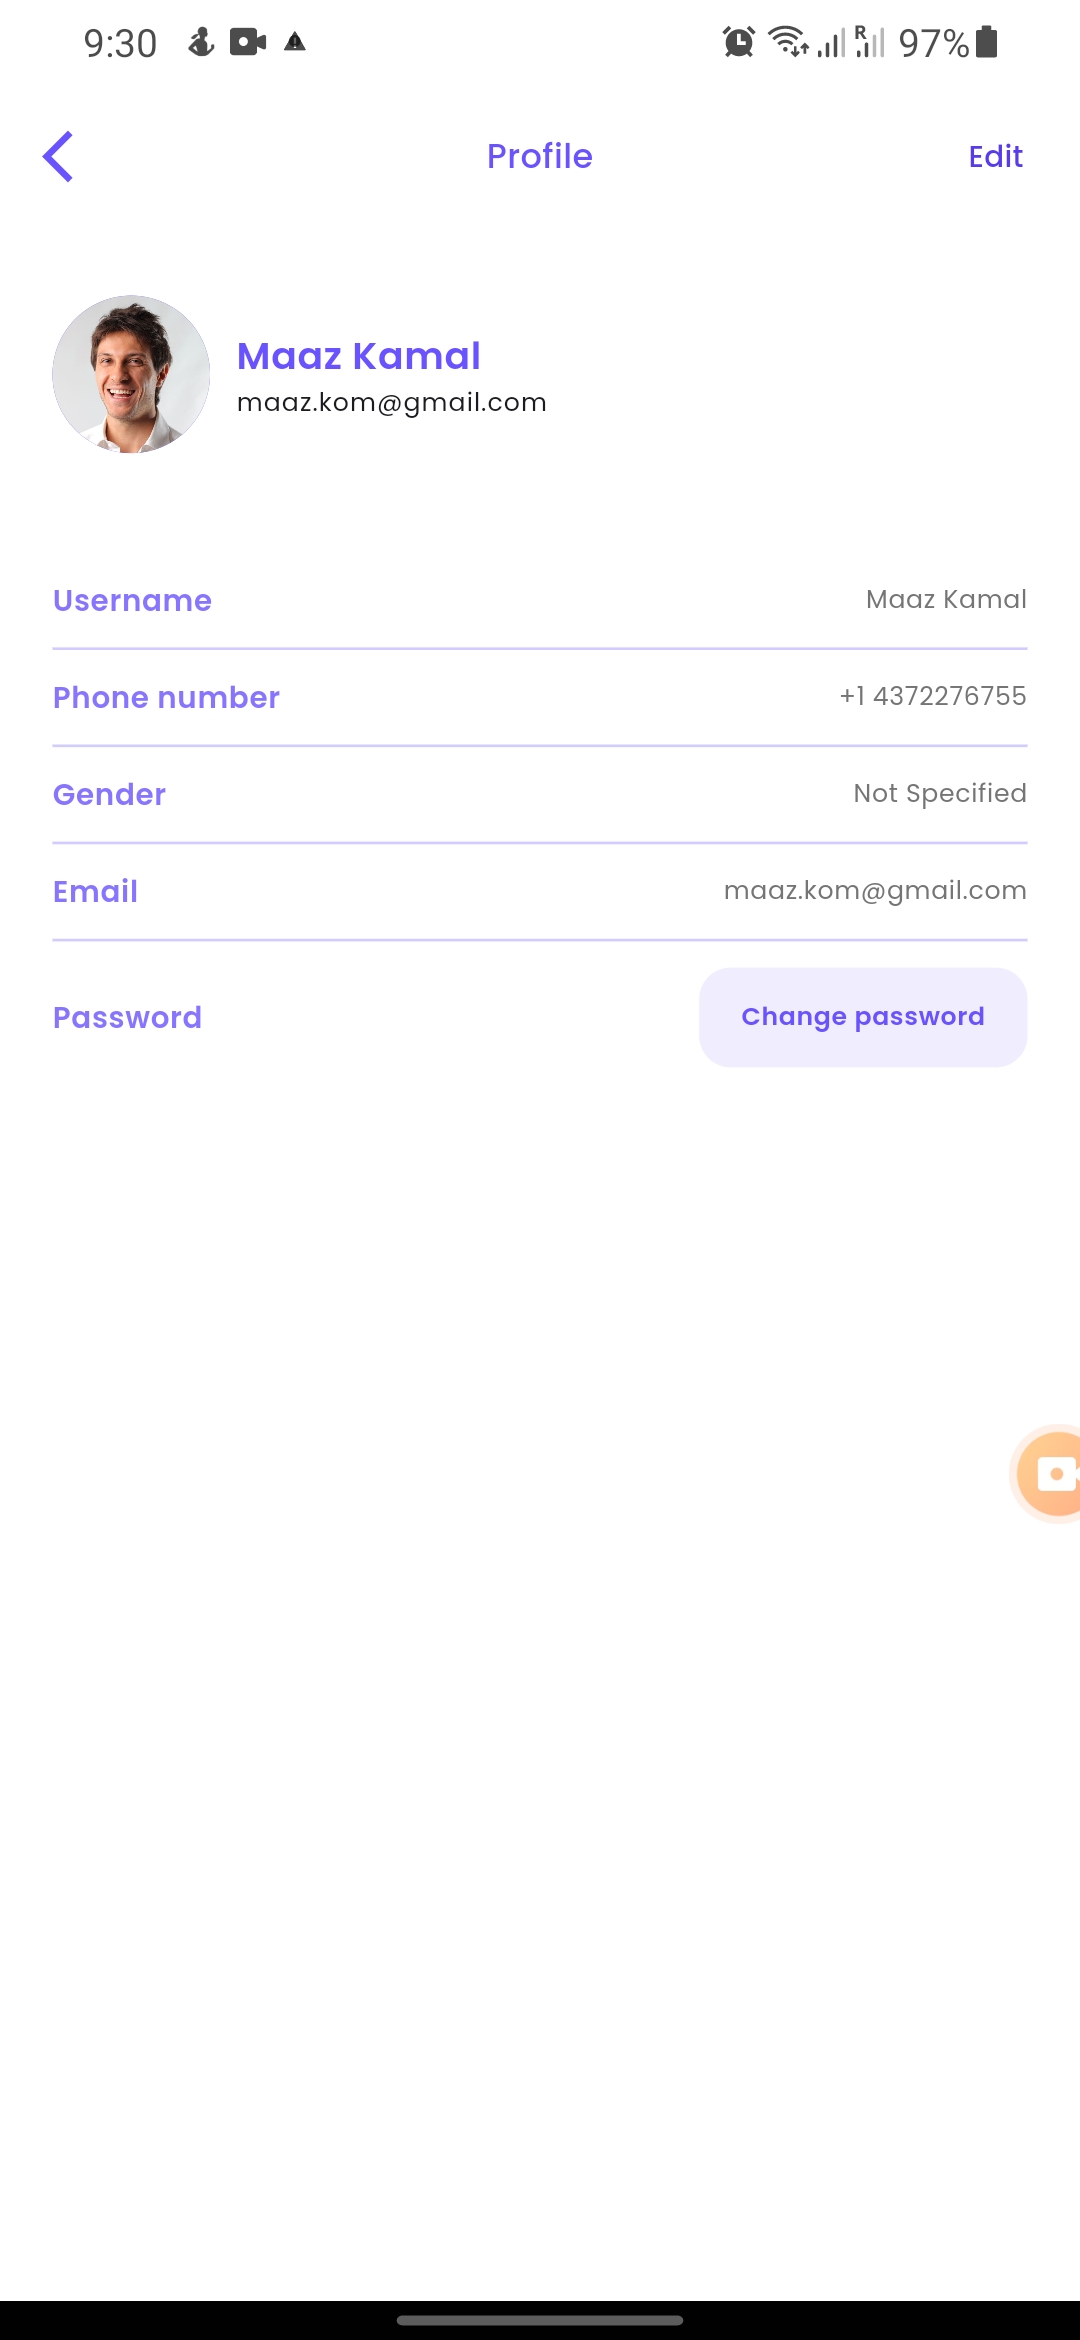 9:30
R
97%
Profile
Edit
Maaz Kamal
maaz.kom@gmail.com
Username
Maaz Kamal
Phone number
+1 4372276755
Gender
Not Specified
Email
maaz.kom@gmail.com
Password
Change password